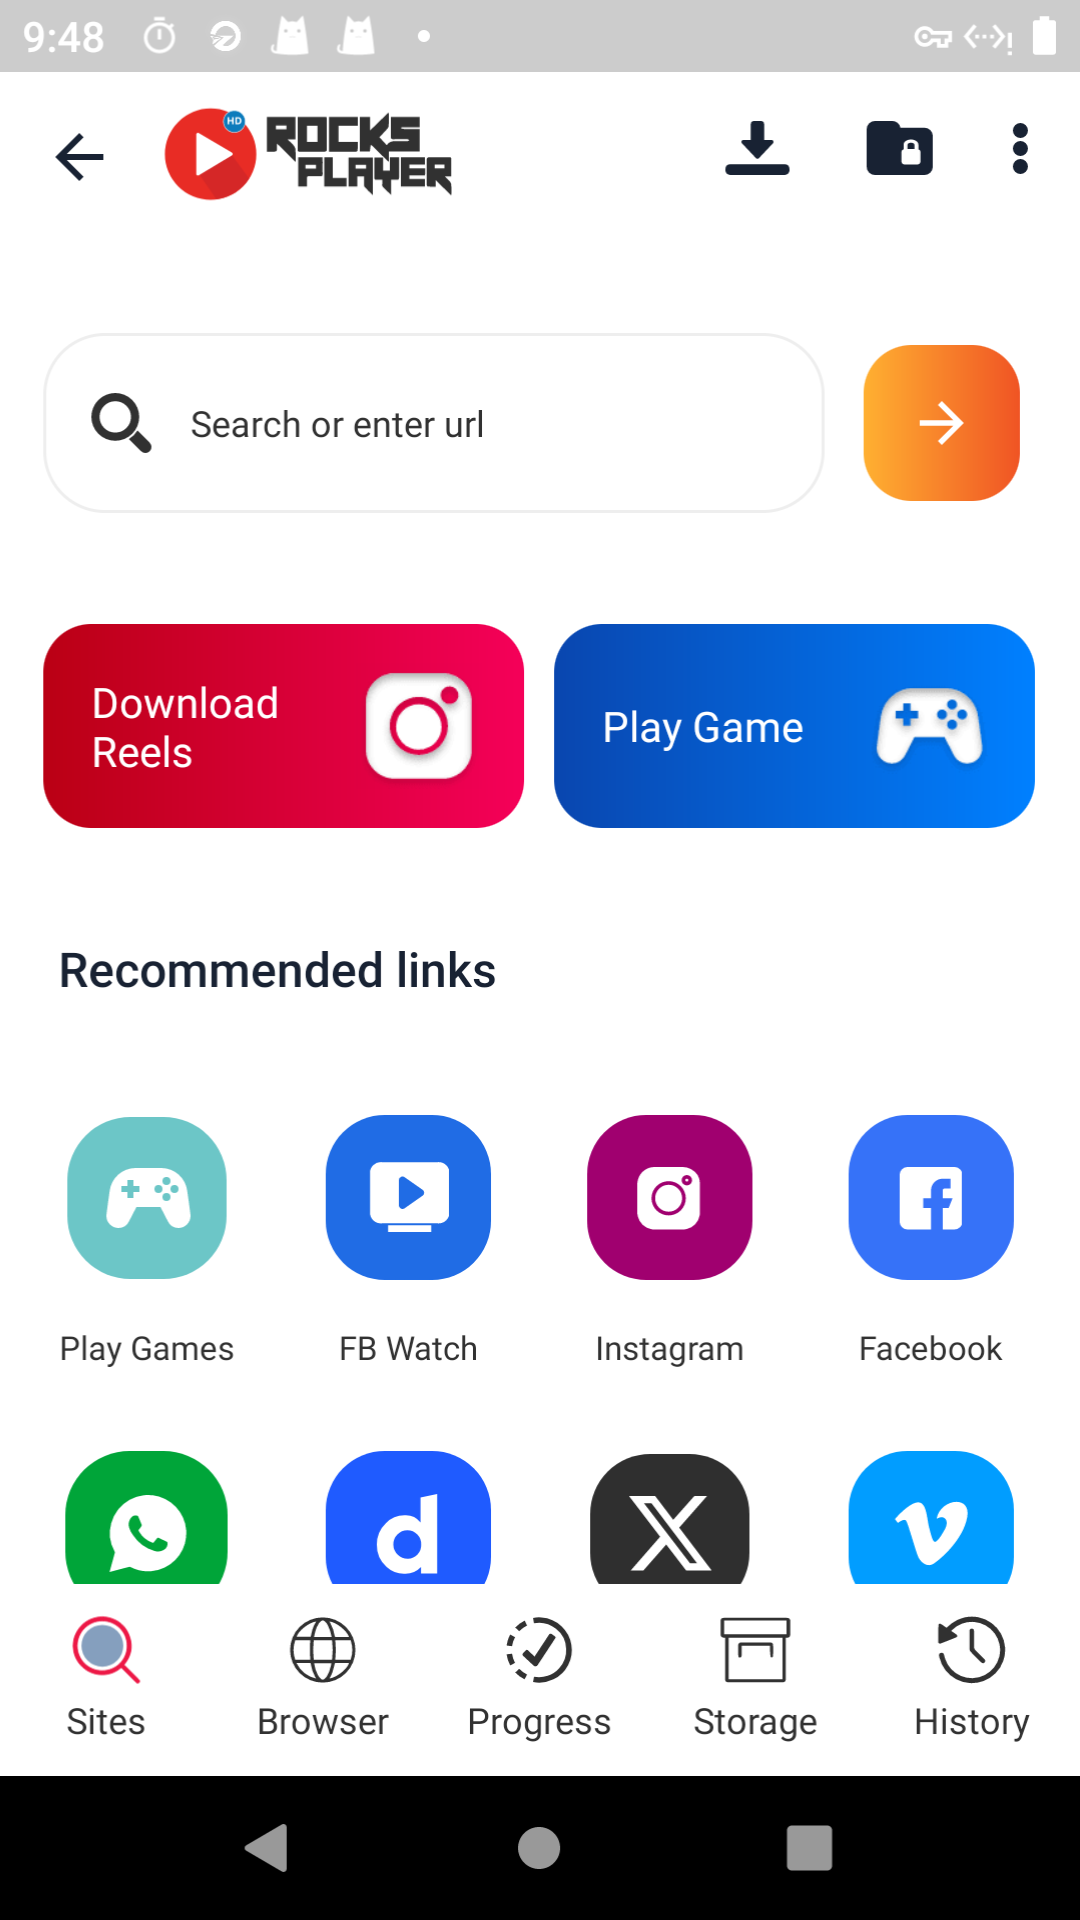 9:48
HD
ROCKS
PLAYER
Search or enter url
Download
Reels
Play Game
Recommended links
Play Games
FB Watch
Instagram
Facebook
Sites
Browser
Progress
Storage
History